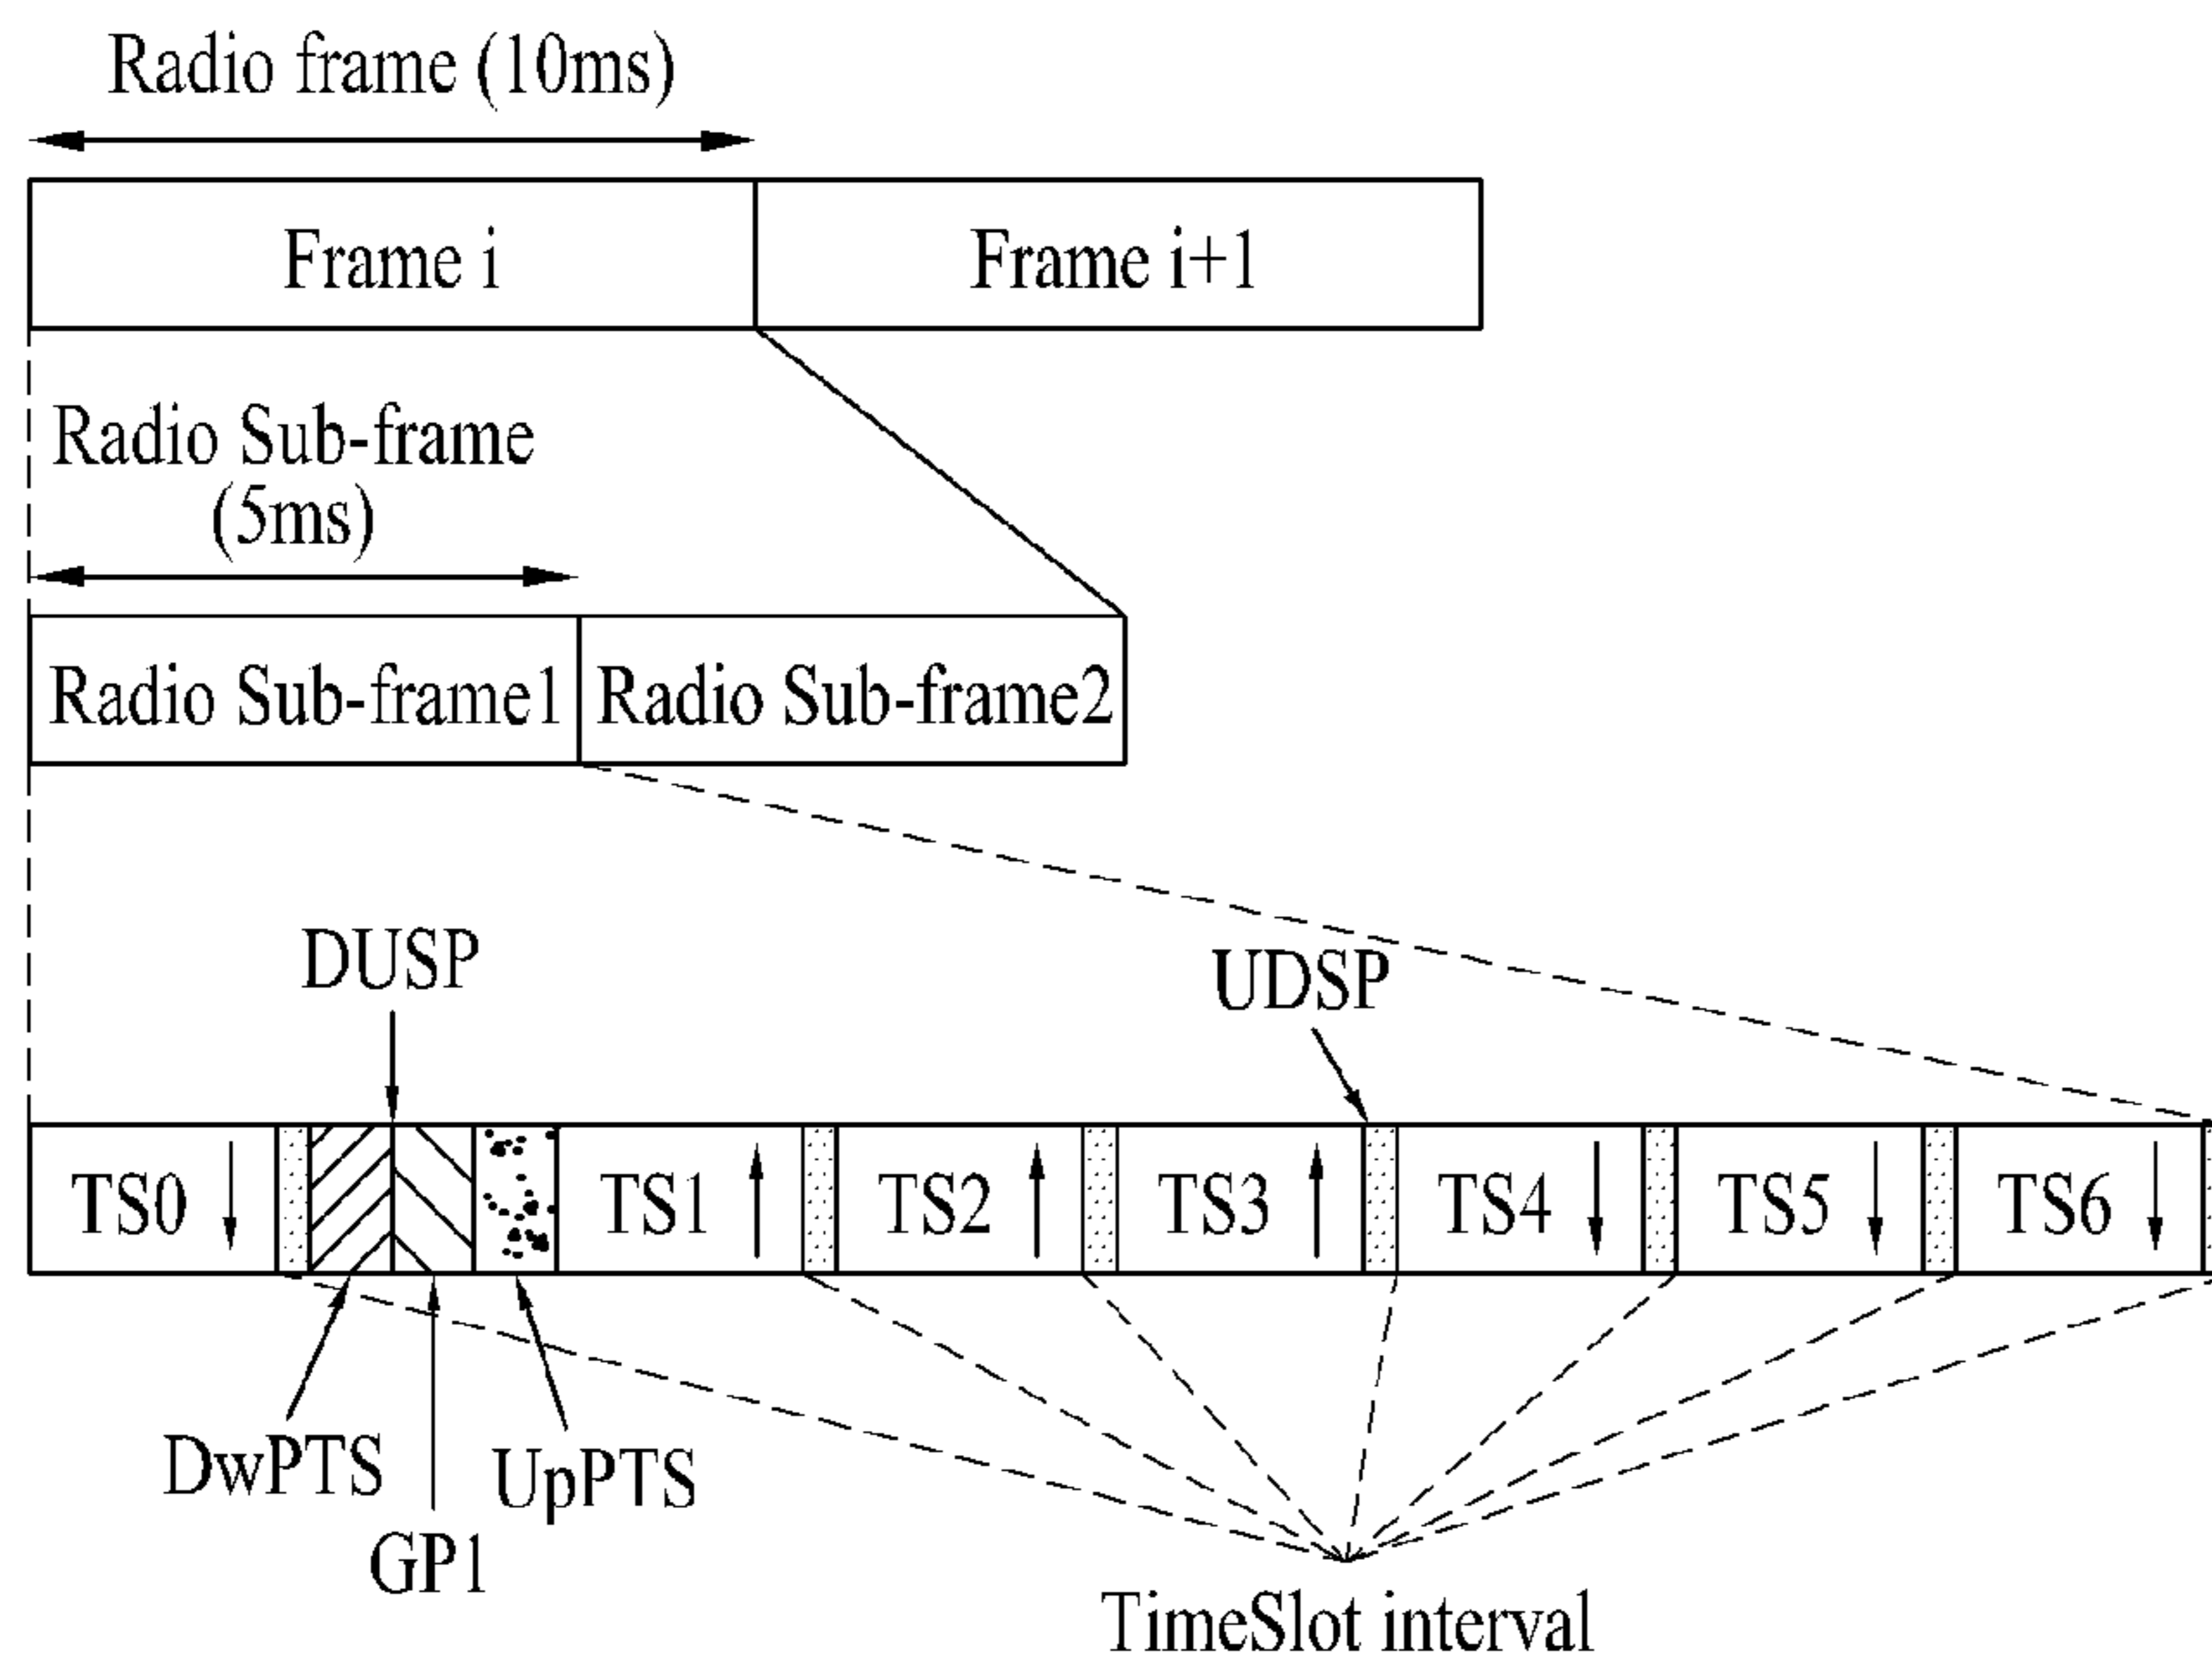 Radio frame (10ms)
Frame i
Frame i+1
Radio Sub-frame
(5ms)
Radio Sub-frame1
Radio Sub-frame2
DUSP
UDSP
TS0
TS1
TS2
TS3
TS4
TS5
TS6
DwPTS
UpPTS
GP1
TimeSlot interval